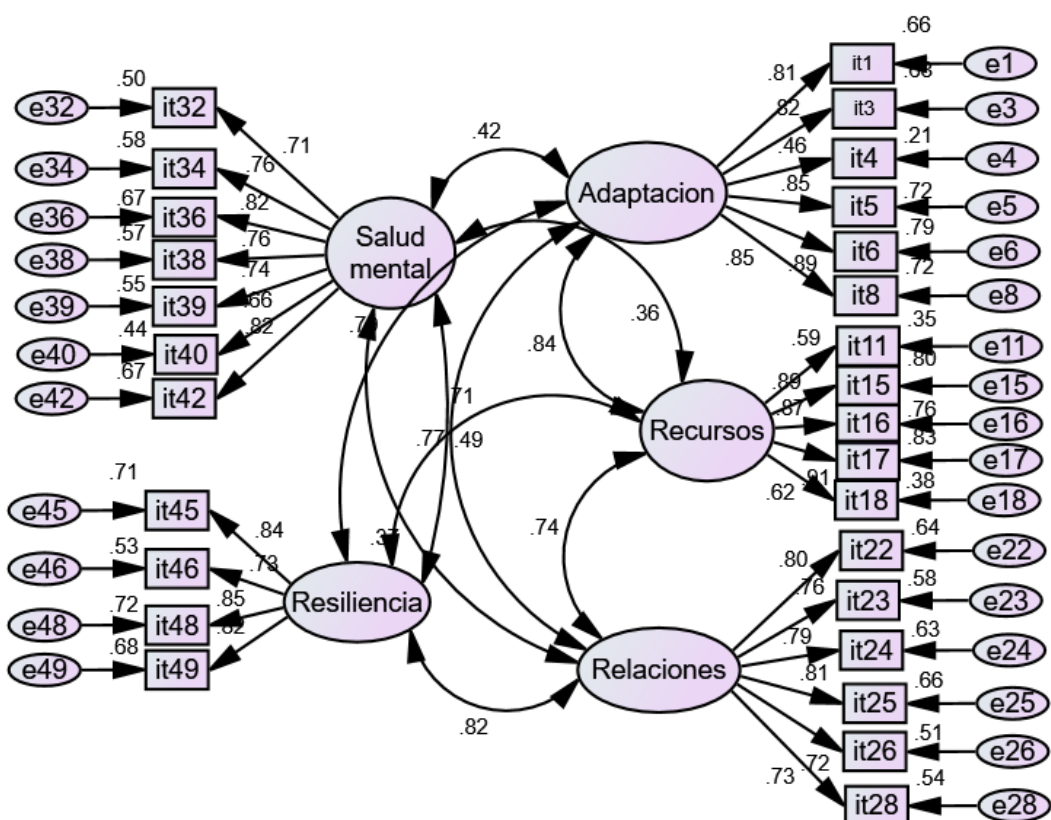 .50
e32
it32
.71
.58
e34
it34
.76
.67
e36
it36
.82
.57
e38
it38
.76
.55
e39
it39
.74
.44
e40
it40
.66
.67
e42
it42
.82
Salud
mental
.42
Adaptacion
.81
.66
it1
e1
.82
.68
it3
e3
.46
.21
it4
e4
.85
.72
it5
e5
.89
.79
it6
e6
.85
.72
it8
e8
.36
.84
Recursos
.59
.35
it11
e11
.89
.80
it15
e15
.87
.76
it16
e16
.91
.83
it17
e17
.62
.38
it18
e18
.71
.77
.49
.74
.71
e45
it45
.84
.53
e46
it46
.73
.72
e48
it48
.85
.68
e49
it49
.82
Resiliencia
.82
Relaciones
.80
.64
it22
e22
.76
.58
it23
e23
.79
.63
it24
e24
.81
.66
it25
e25
.72
.51
it26
e26
.73
.54
it28
e28